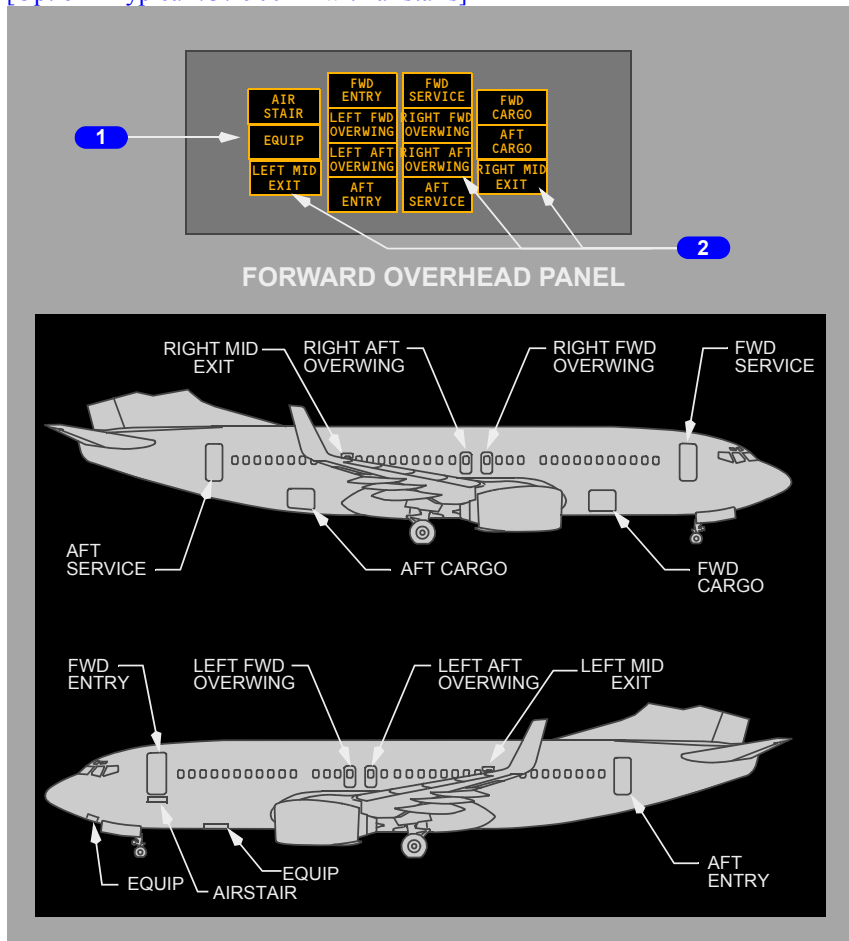 AIR
STAIR
EQUIP
LEFT MID
EXIT
FWD
ENTRY
LEFT FWD
OVERWING
LEFT AFT
OVERWING
AFT
ENTRY
FWD
SERVICE
RIGHT FWD
OVERWING
RIGHT AFT
OVERWING
AFT
SERVICE
FWD
CARGO
AFT
CARGO
RIGHT MID
EXIT
1
2
FORWARD OVERHEAD PANEL
RIGHT MID
EXIT
RIGHT AFT
OVERWING
RIGHT FWD
OVERWING
FWD
SERVICE
AFT
SERVICE
AFT CARGO
FWD
CARGO
FWD
ENTRY
LEFT FWD
OVERWING
LEFT AFT
OVERWING
LEFT MID
EXIT
EQUIP
AIRSTAIR
EQUIP
AFT
ENTRY